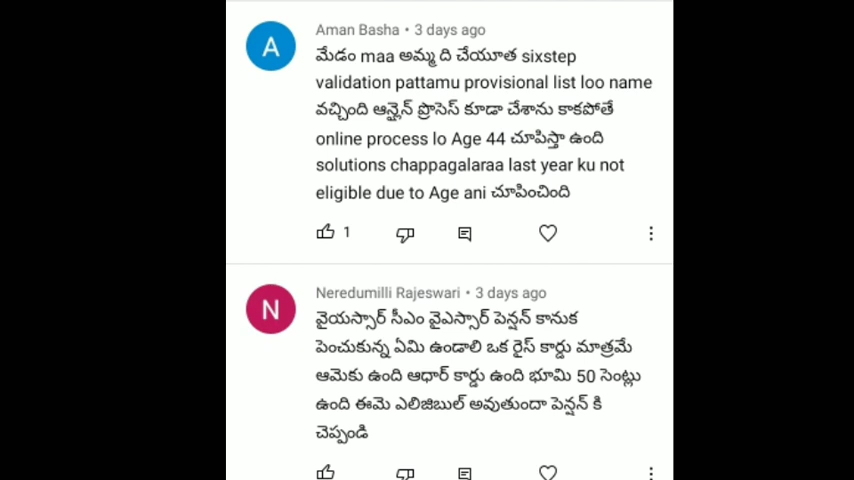 A
Aman Basha • 3 days ago
మేడం maa అమ్మ ది చేయూత sixstep
validation pattamu provisional list loo name
వచ్చింది ఆన్లైన్ ప్రొసెస్ కూడా చేశాను కాకపోతే
online process lo Age 44 చూపిస్తా ఉంది
solutions chappagalaraa last year ku not
eligible due to Age ani చూపించింది
1
N
Neredumilli Rajeswari • 3 days ago
వైయస్సార్ సీఎం వైఎస్సార్ పెన్షన్ కానుక
పెంచుకున్న ఏమి ఉండాలి ఒక రైస్ కార్డు మాత్రమే
ఆమెకు ఉంది ఆధార్ కార్డు ఉంది భూమి 50 సెంట్లు
ఉంది ఈమె ఎలిజిబుల్ అవుతుందా పెన్షన్ కి
చెప్పండి